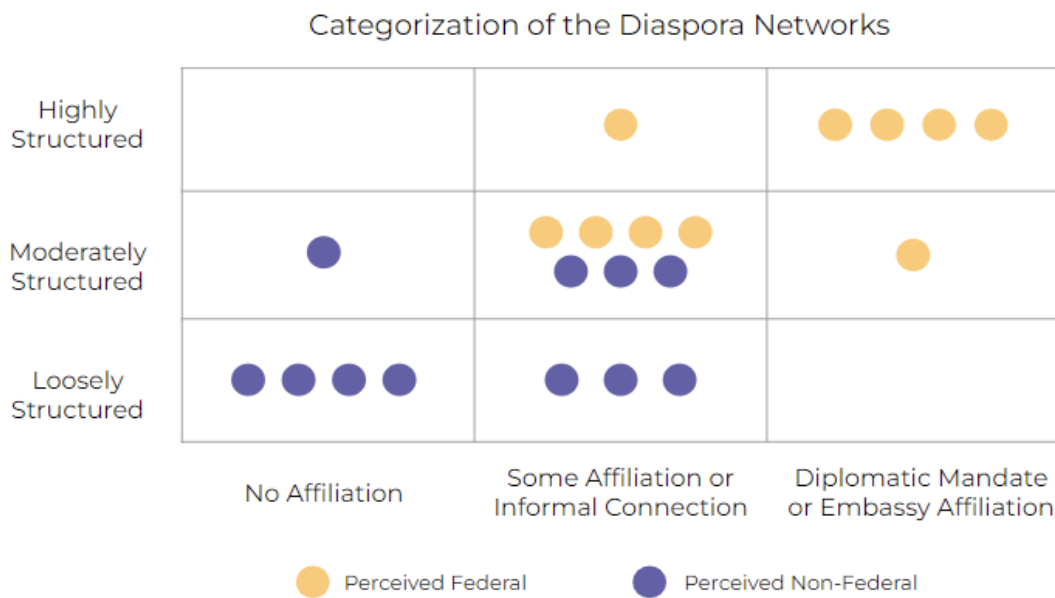 Categorization of the Diaspora Networks
Highly
Structured
Moderately
Structured
Loosely
Structured
No Affiliation
Some Affiliation or
Informal Connection
Diplomatic Mandate
or Embassy Affiliation
Perceived Federal
Perceived Non-Federal